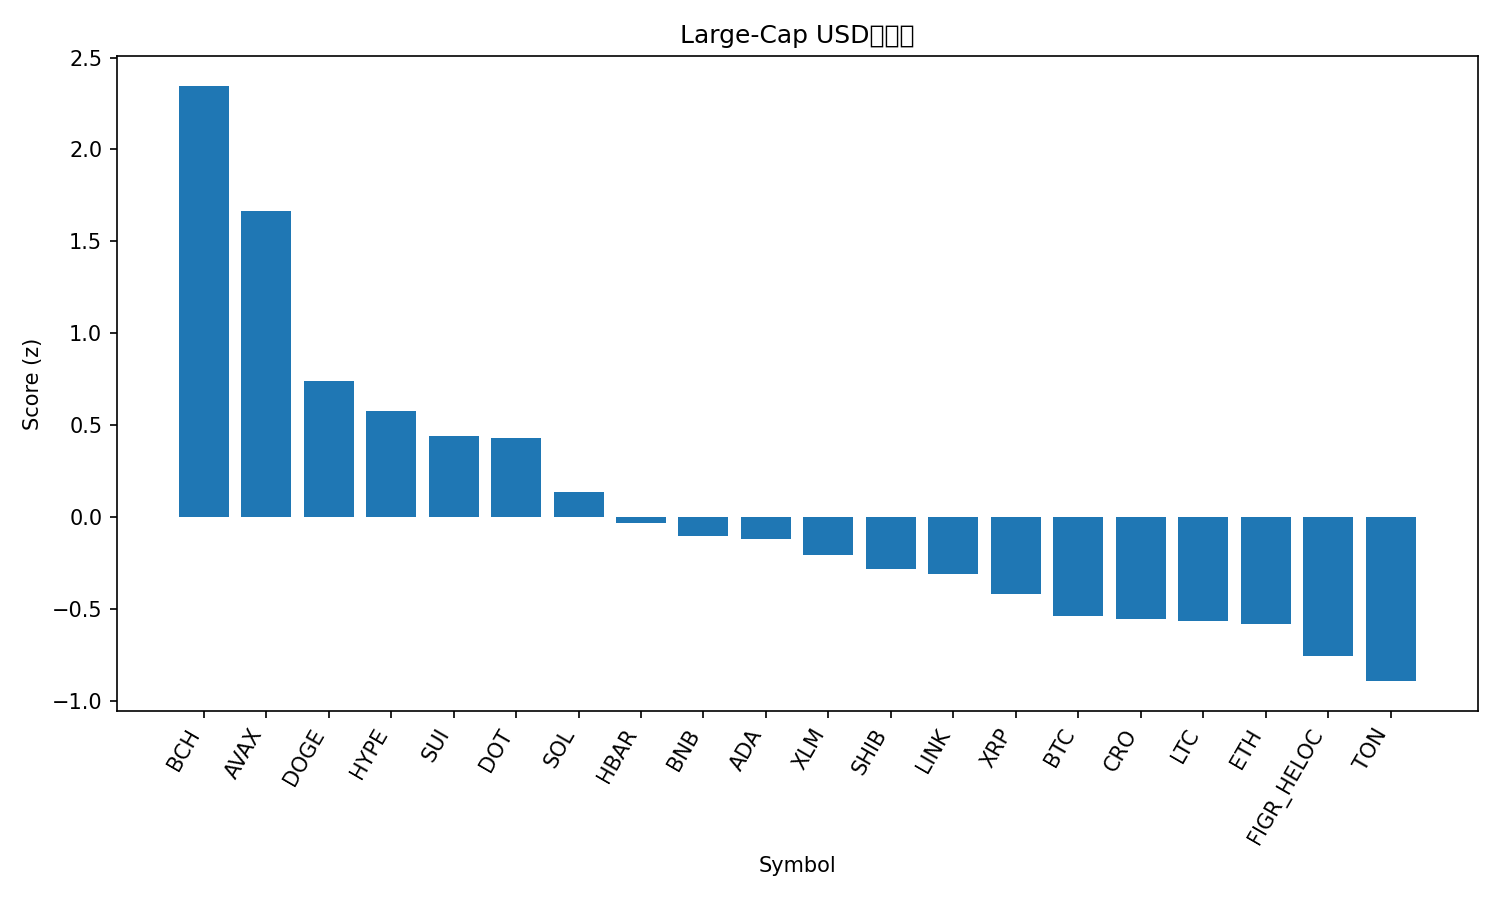 Large-Cap USD
Score (z)
2.5
2.0
1.5
1.0
0.5
0.0
−0.5
−1.0
BCH
AVAX
DOGE
HYPE
SUI
DOT
SOL
HBAR
BNB
ADA
XLM
SHIB
LINK
XRP
BTC
CRO
LTC
ETH
FIGR_HELOC
TON
Symbol